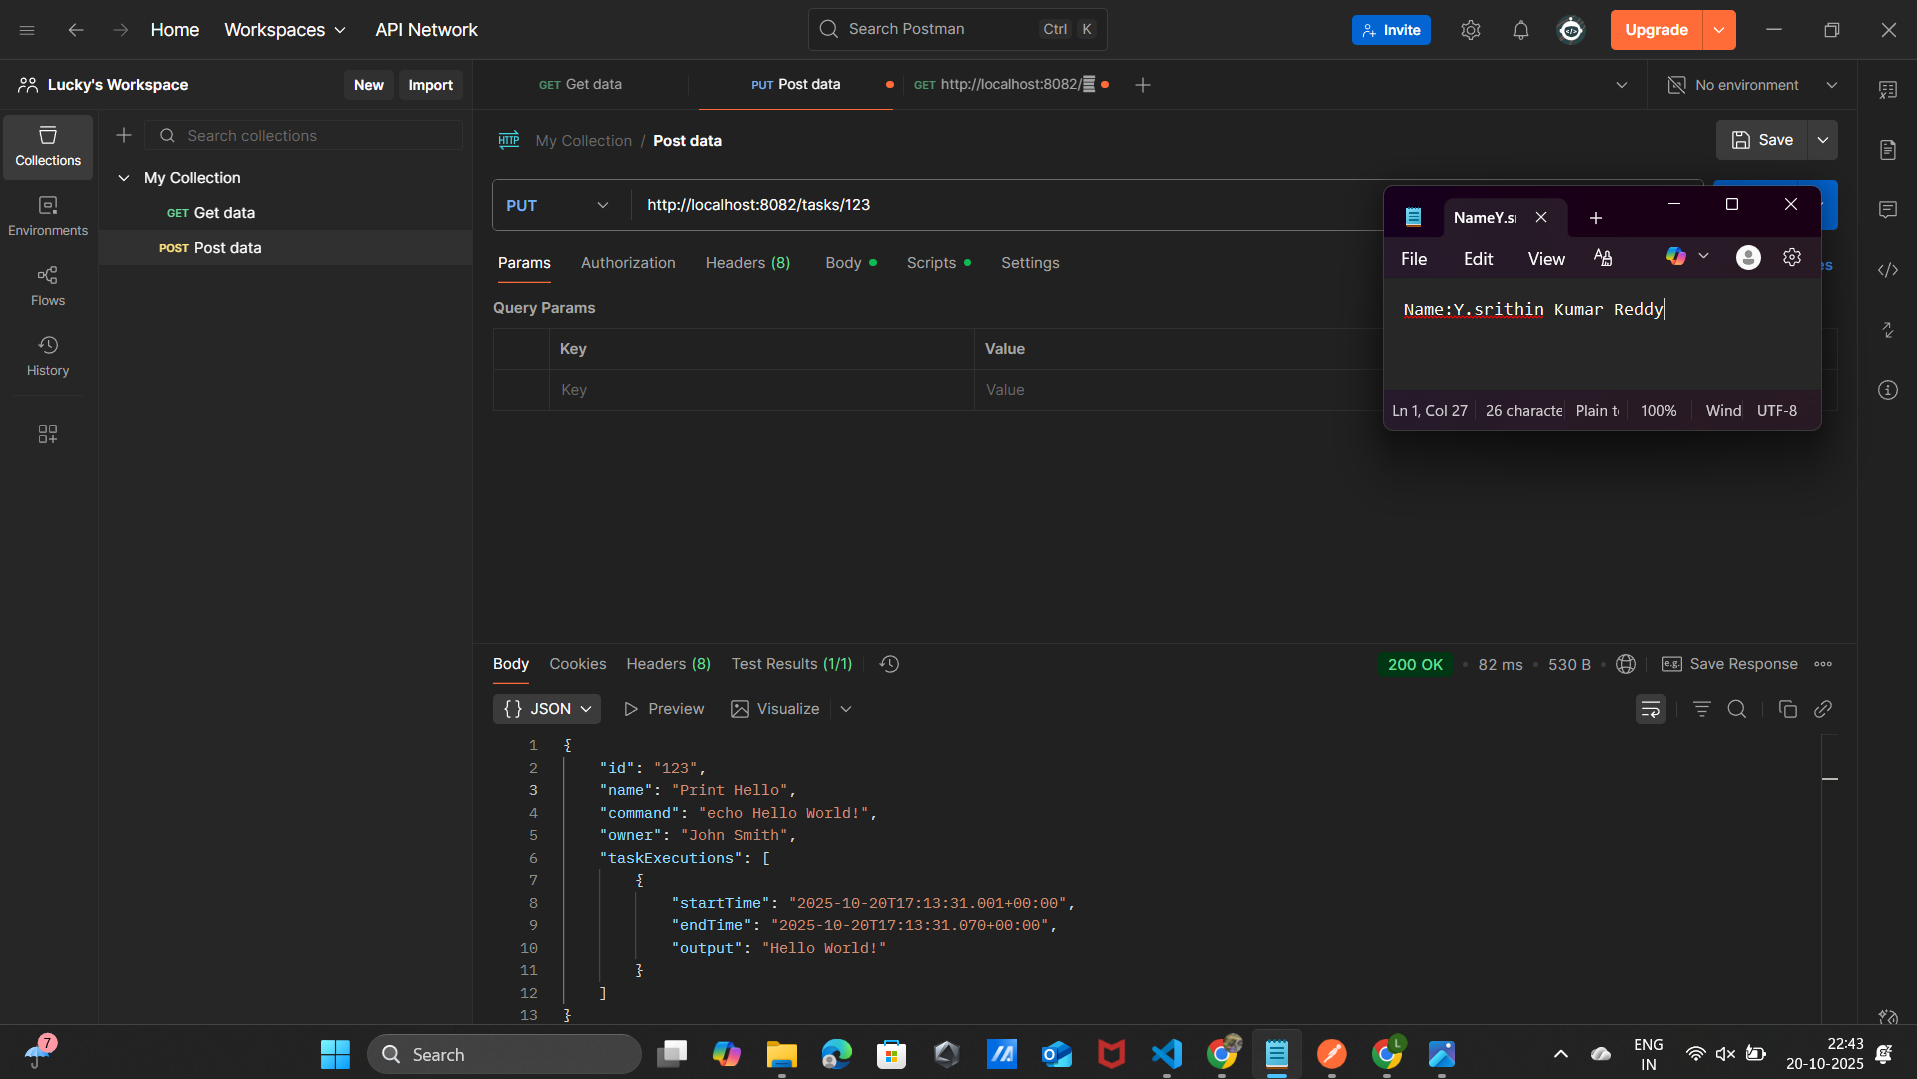 Home
Workspaces
API Network
Search Postman
Ctrl K
Invite
Upgrade
Lucky's Workspace
New
Import
GET Get data
PUT Post data
GET http://localhost:8082/
No environment
Collections
Environments
Flows
History
Search collections
My Collection
GET Get data
POST Post data
HTTP My Collection / Post data
Save
PUT
http://localhost:8082/tasks/123
Params
Authorization
Headers (8)
Body
Scripts
Settings
Query Params
Key
Value
Key
Value
NameY.s
File
Edit
View
Name:Y.srithin Kumar Reddy
Ln 1, Col 27
26 characte
Plain t
100%
Wind
UTF-8
Body
Cookies
Headers (8)
Test Results (1/1)
200 OK
82 ms
530 B
e.g. Save Response
{} JSON
Preview
Visualize
1 {
2 "id": "123",
3 "name": "Print Hello",
4 "command": "echo Hello World!",
5 "owner": "John Smith",
6 "taskExecutions": [
7 {
8 "startTime": "2025-10-20T17:13:31.001+00:00",
9 "endTime": "2025-10-20T17:13:31.070+00:00",
10 "output": "Hello World!"
11 }
12 ]
13 }
7
Search
L
ENG
IN
22:43
20-10-2025